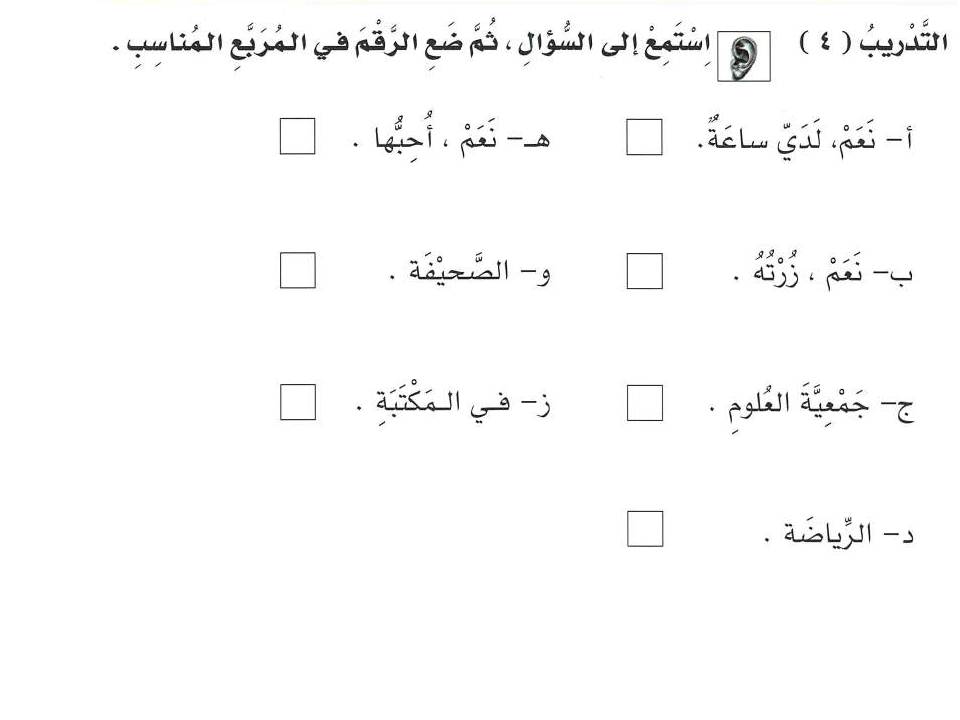 التَّدْريبُ ( ٤ ) اِسْتَمِعْ إلى السُّؤالِ ، ثُمَّ ضَعِ الرَّقْمَ في المُرَبَّعِ المُناسِبِ .
أ– نَعَمْ، لَدَيّ ساعَةٌ. هـ– نَعَمْ ، أُحِبُّها .
ب– نَعَمْ ، زُرْتُهُ . و– الصَّحيْفَة .
ج– جَمْعِيَّةَ العُلومِ . ز– في المَكْتَبَةِ .
د– الرِّياضَة .